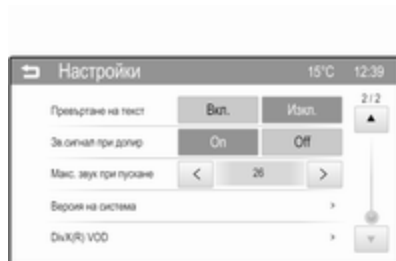 Настройки 15°C 12:39
Превъртане на текст Вкл. Изкл. 2/2
Зв.сигнал при допир On Off
Макс. звук при пускане < 26 >
Версия на система >
DivX(R) VOD >